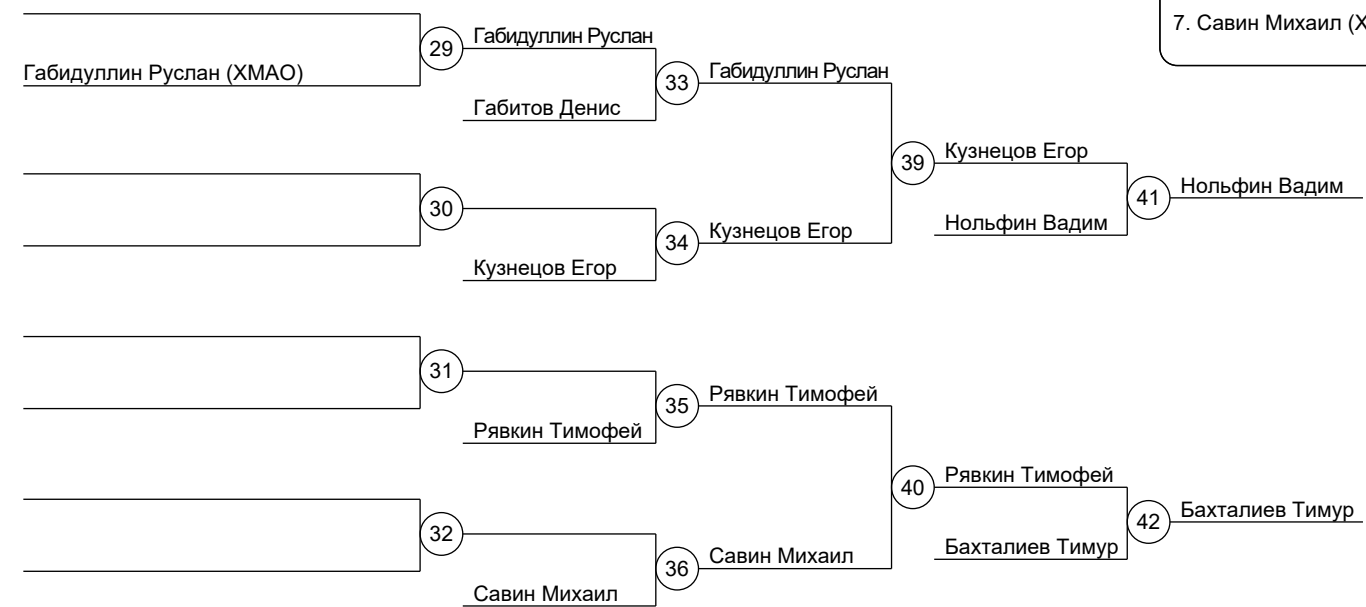 7. Савин Михаил (Х
29
Габидуллин Руслан
Габидуллин Руслан (ХМАО)
33
Габидуллин Руслан
Габитов Денис
39
Кузнецов Егор
41
Нольфин Вадим
30
34
Кузнецов Егор
Нольфин Вадим
Кузнецов Егор
31
35
Рявкин Тимофей
Рявкин Тимофей
40
Рявкин Тимофей
42
Бахталиев Тимур
32
36
Савин Михаил
Бахталиев Тимур
Савин Михаил